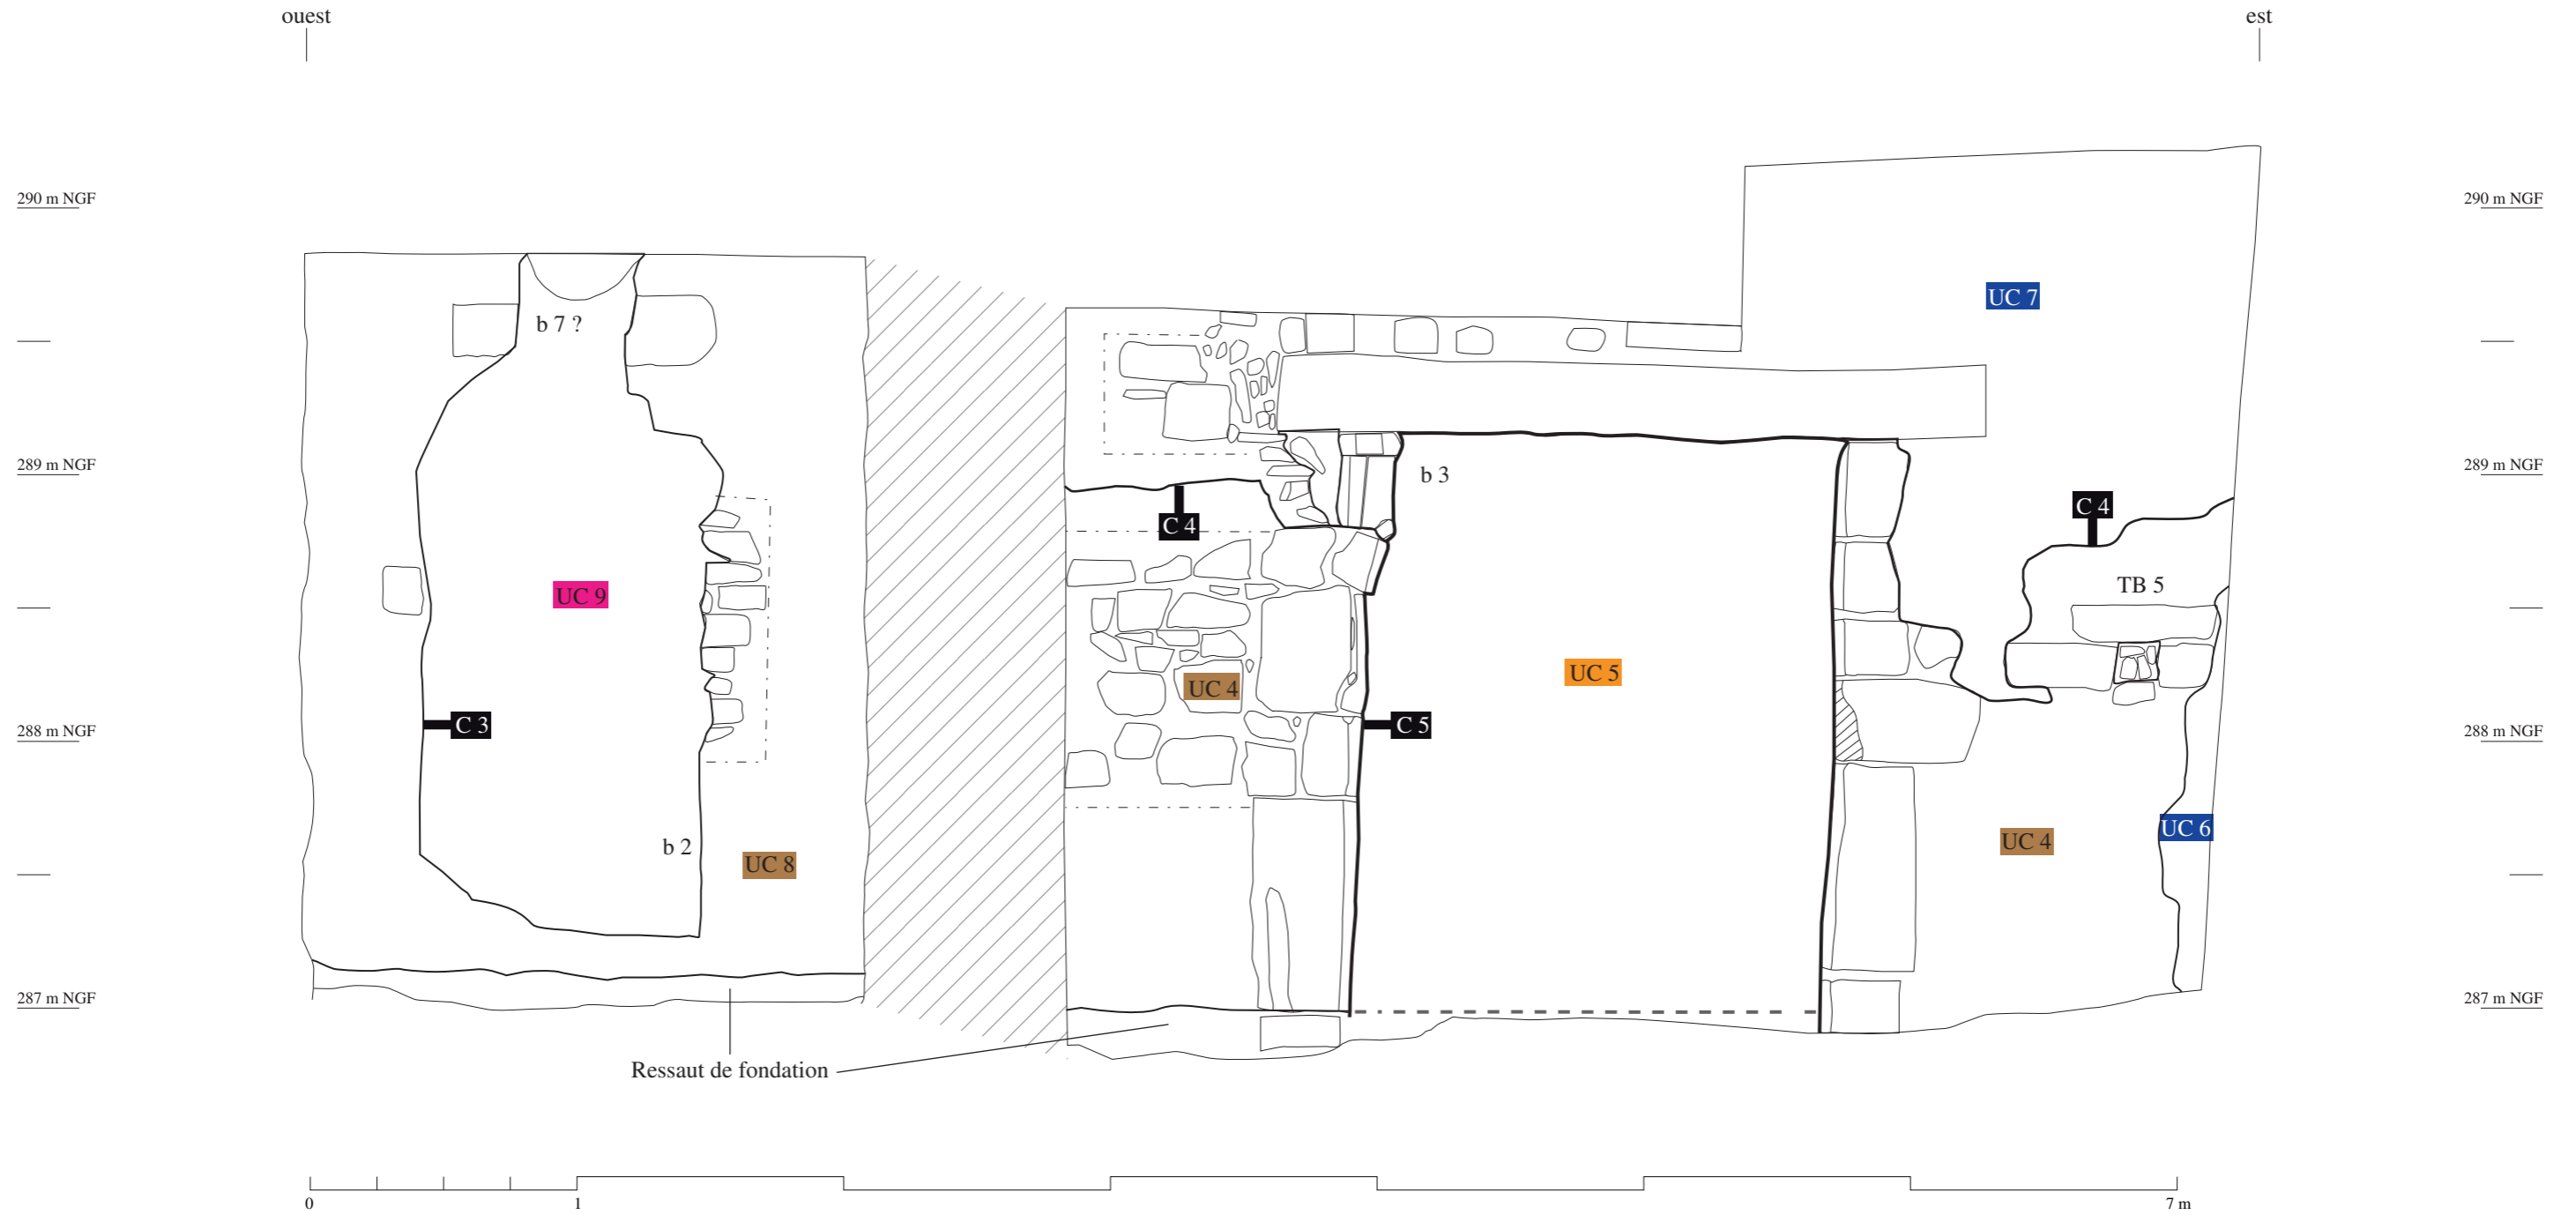 ouest
est
290 m NGF
290 m NGF
UC 7
b 7 ?
289 m NGF
b 3
289 m NGF
C 4
C 4
TB 5
UC 9
UC 5
UC 4
C 3
C 5
288 m NGF
288 m NGF
UC 6
UC 4
b 2
UC 8
287 m NGF
287 m NGF
Ressaut de fondation
0
1
7 m